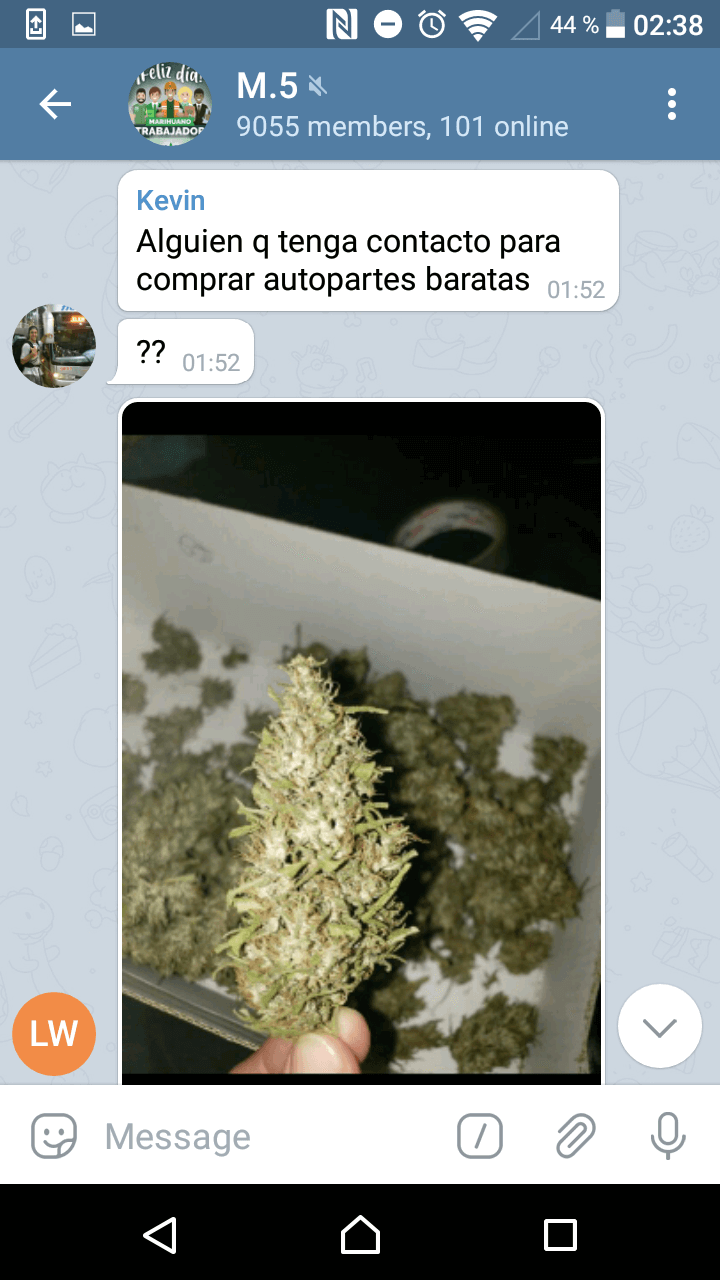 44 % 02:38
¡Feliz día!
MARIHUANO
TRABAJADOR
M.5
9055 members, 101 online
Kevin
Alguien q tenga contacto para
comprar autopartes baratas 01:52
?? 01:52
LW
Message